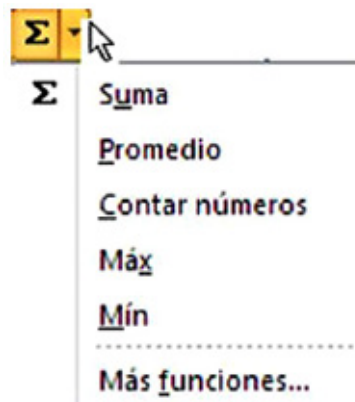 Σ
Σ Suma
Promedio
Contar números
Máx
Mín
Más funciones...